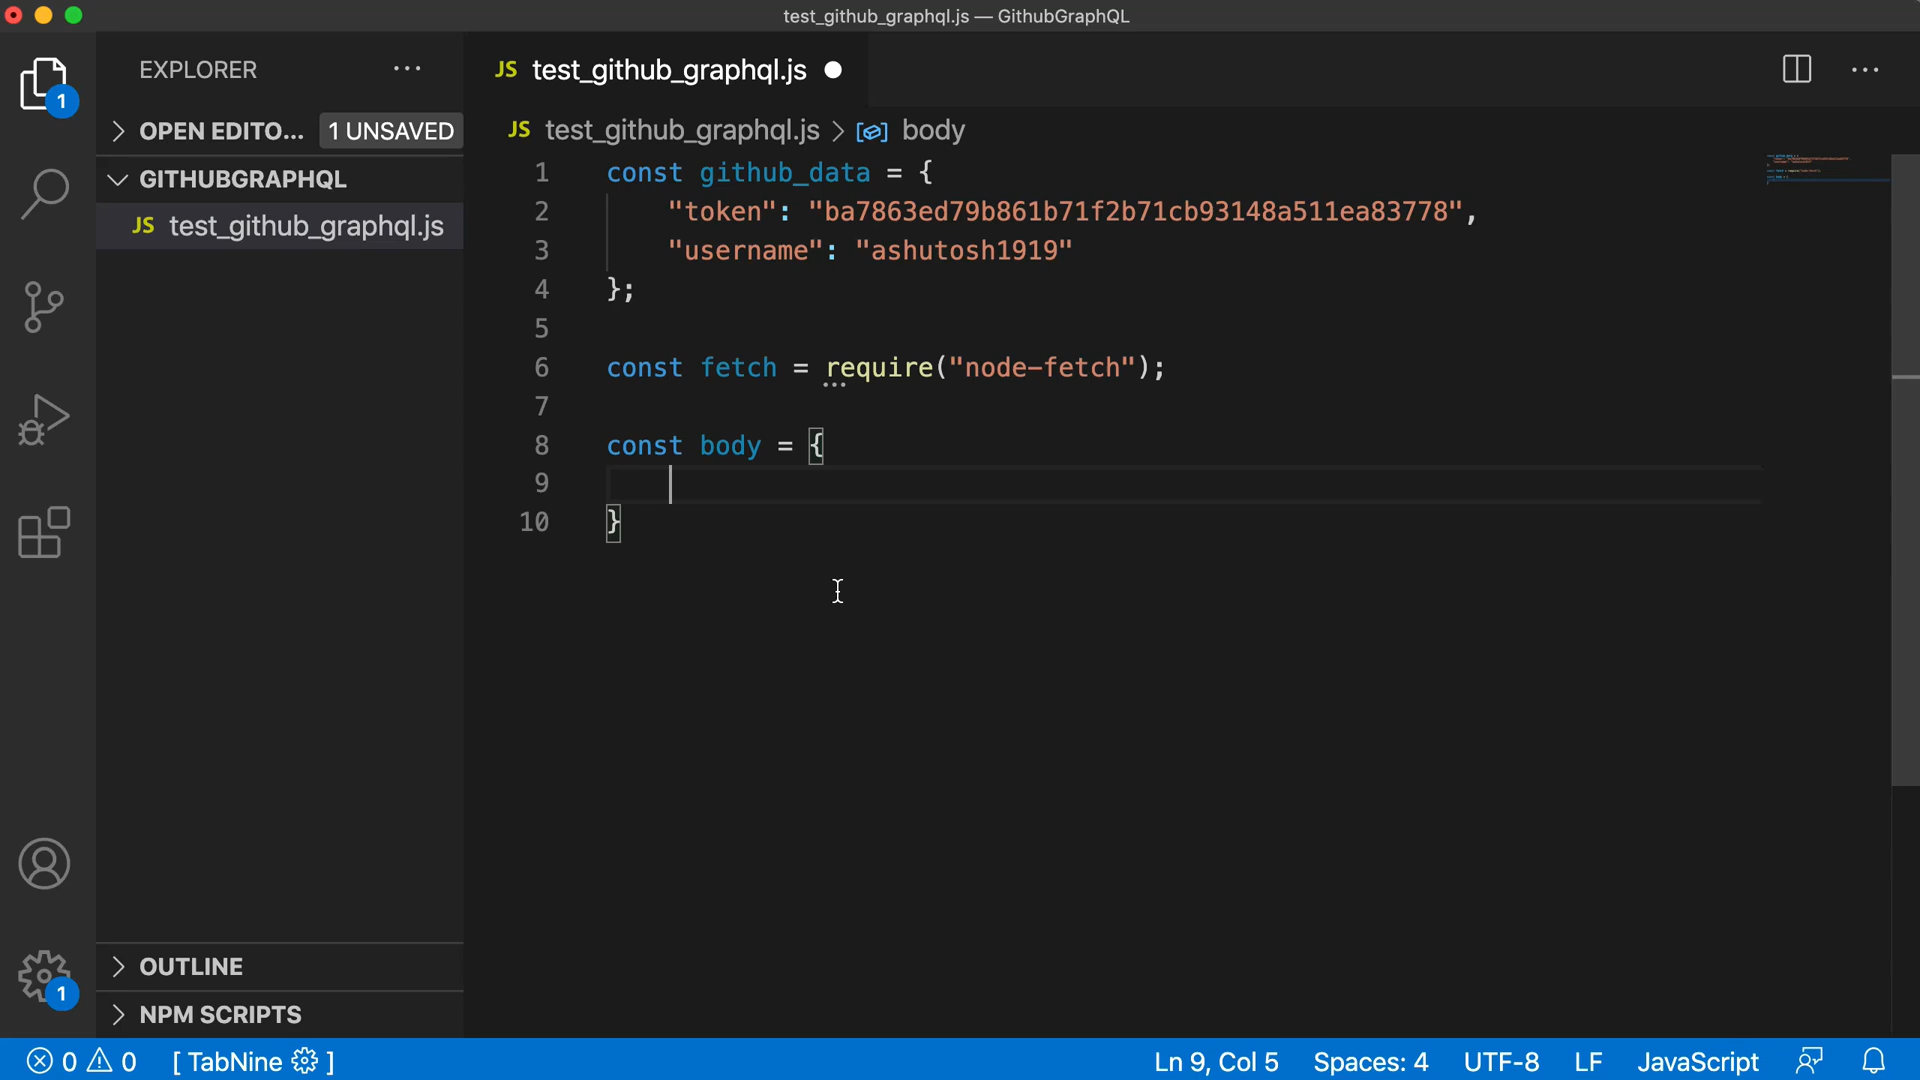 test_github_graphql.js — GithubGraphQL
EXPLORER
JS test_github_graphql.js
1
OPEN EDITO... 1 UNSAVED
JS test_github_graphql.js > body
GITHUBGRAPHQL
JS test_github_graphql.js
1 const github_data = {
2 "token": "ba7863ed79b861b71f2b71cb93148a511ea83778",
3 "username": "ashutosh1919"
4 };
5
6 const fetch = require("node-fetch");
7
8 const body = {
9
10 }
OUTLINE
1
NPM SCRIPTS
0 0 [ TabNine ] Ln 9, Col 5 Spaces: 4 UTF-8 LF JavaScript